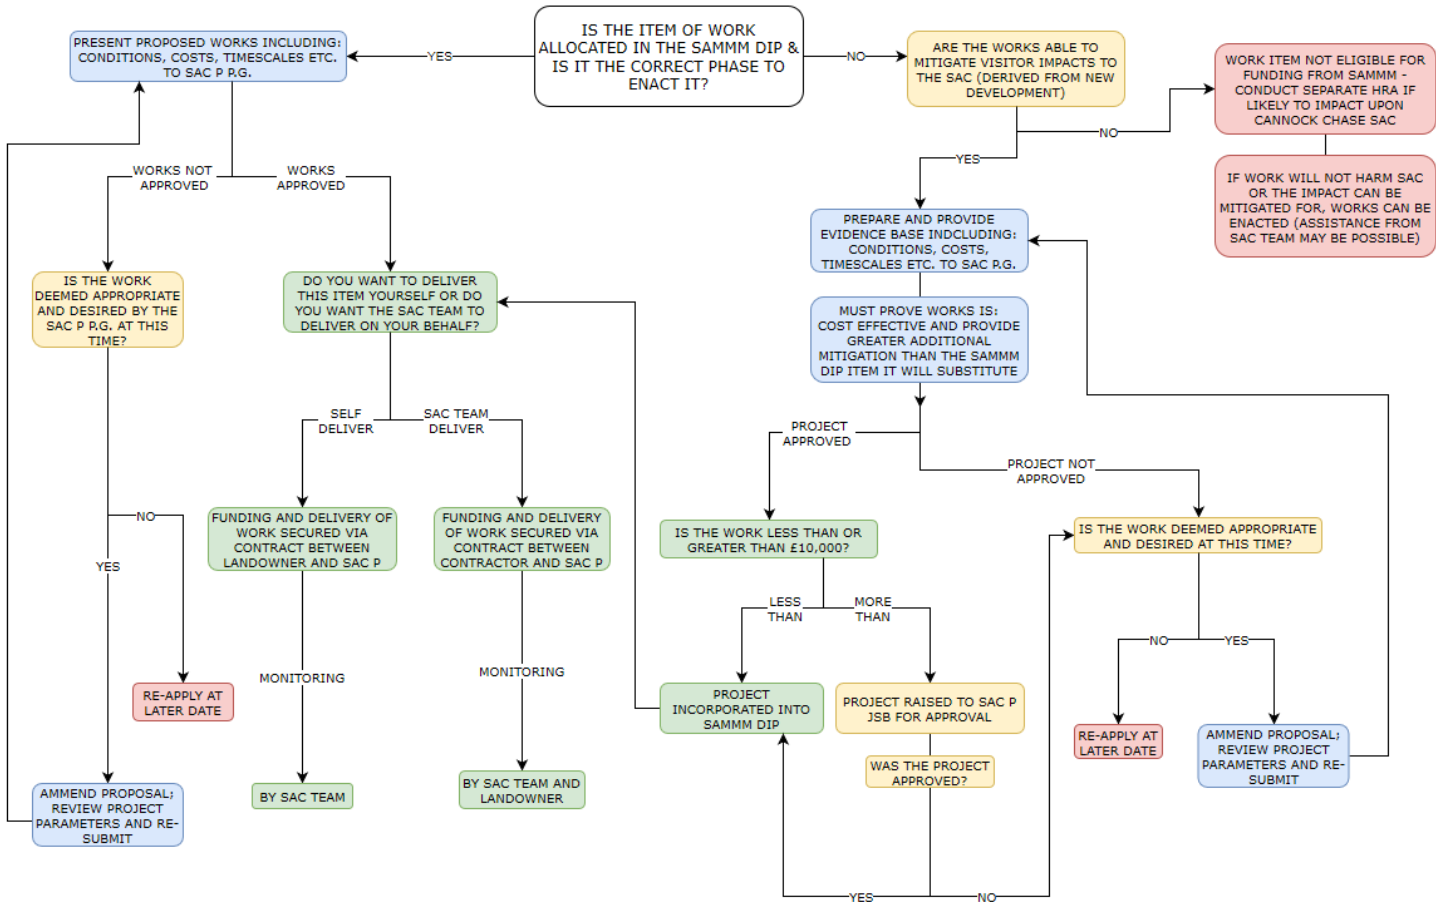 IS THE ITEM OF WORK
ALLOCATED IN THE SAMMM DIP &
IS IT THE CORRECT PHASE TO
ENACT IT?
YES
NO
PRESENT PROPOSED WORKS INCLUDING:
CONDITIONS, COSTS, TIMESCALES ETC.
TO SAC P P.G.
ARE THE WORKS ABLE TO
MITIGATE VISITOR IMPACTS TO
THE SAC (DERIVED FROM NEW
DEVELOPMENT)
WORK ITEM NOT ELIGIBLE FOR
FUNDING FROM SAMMM -
CONDUCT SEPARATE HRA IF
LIKELY TO IMPACT UPON
CANNOCK CHASE SAC
NO
YES
IF WORK WILL NOT HARM SAC
OR THE IMPACT CAN BE
MITIGATED FOR, WORKS CAN BE
ENACTED (ASSISTANCE FROM
SAC TEAM MAY BE POSSIBLE)
WORKS NOT
APPROVED
WORKS
APPROVED
PREPARE AND PROVIDE
EVIDENCE BASE INDCLUDING:
CONDITIONS, COSTS,
TIMESCALES ETC. TO SAC P.G.
IS THE WORK
DEEMED APPROPRIATE
AND DESIRED BY THE
SAC P P.G. AT THIS
TIME?
DO YOU WANT TO DELIVER
THIS ITEM YOURSELF OR DO
YOU WANT THE SAC TEAM TO
DELIVER ON YOUR BEHALF?
MUST PROVE WORKS IS:
COST EFFECTIVE AND PROVIDE
GREATER ADDITIONAL
MITIGATION THAN THE SAMMM
DIP ITEM IT WILL SUBSTITUTE
SELF
DELIVER
SAC TEAM
DELIVER
PROJECT
APPROVED
PROJECT NOT
APPROVED
NO
YES
FUNDING AND DELIVERY OF
WORK SECURED VIA
CONTRACT BETWEEN
LANDOWNER AND SAC P
FUNDING AND DELIVERY
OF WORK SECURED VIA
CONTRACT BETWEEN
CONTRACTOR AND SAC P
IS THE WORK LESS THAN OR
GREATER THAN £10,000?
IS THE WORK DEEMED APPROPRIATE
AND DESIRED AT THIS TIME?
LESS
THAN
MORE
THAN
NO
YES
MONITORING
MONITORING
RE-APPLY AT
LATER DATE
PROJECT
INCORPORATED INTO
SAMMM DIP
PROJECT RAISED TO SAC P
JSB FOR APPROVAL
RE-APPLY AT
LATER DATE
AMMEND PROPOSAL;
REVIEW PROJECT
PARAMETERS AND RE-
SUBMIT
WAS THE PROJECT
APPROVED?
AMMEND PROPOSAL;
REVIEW PROJECT
PARAMETERS AND RE-
SUBMIT
BY SAC TEAM
BY SAC TEAM AND
LANDOWNER
YES
NO